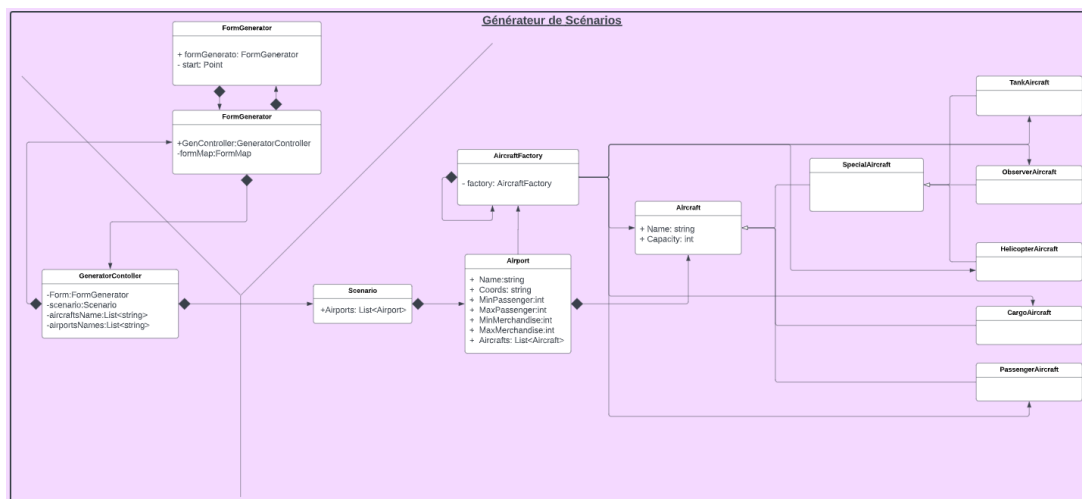 Générateur de Scénarios
FormGenerator
+ formGenerato: FormGenerator
- start: Point
FormGenerator
+GenController:GeneratorController
-formMap:FormMap
GeneratorContoller
-Form:FormGenerator
-scenario:Scenario
-aircraftsName:List<string>
-airportsNames:List<string>
Scenario
+Airports: List<Airport>
AircraftFactory
- factory: AircraftFactory
Airport
+ Name:string
+ Coords: string
+ MinPassenger:int
+ MaxPassenger:int
+ MinMerchandise:int
+ MaxMerchandise:int
+ Aircrafts: List<Aircraft>
Aircraft
+ Name: string
+ Capacity: int
SpecialAircraft
TankAircraft
ObserverAircraft
HelicopterAircraft
CargoAircraft
PassengerAircraft